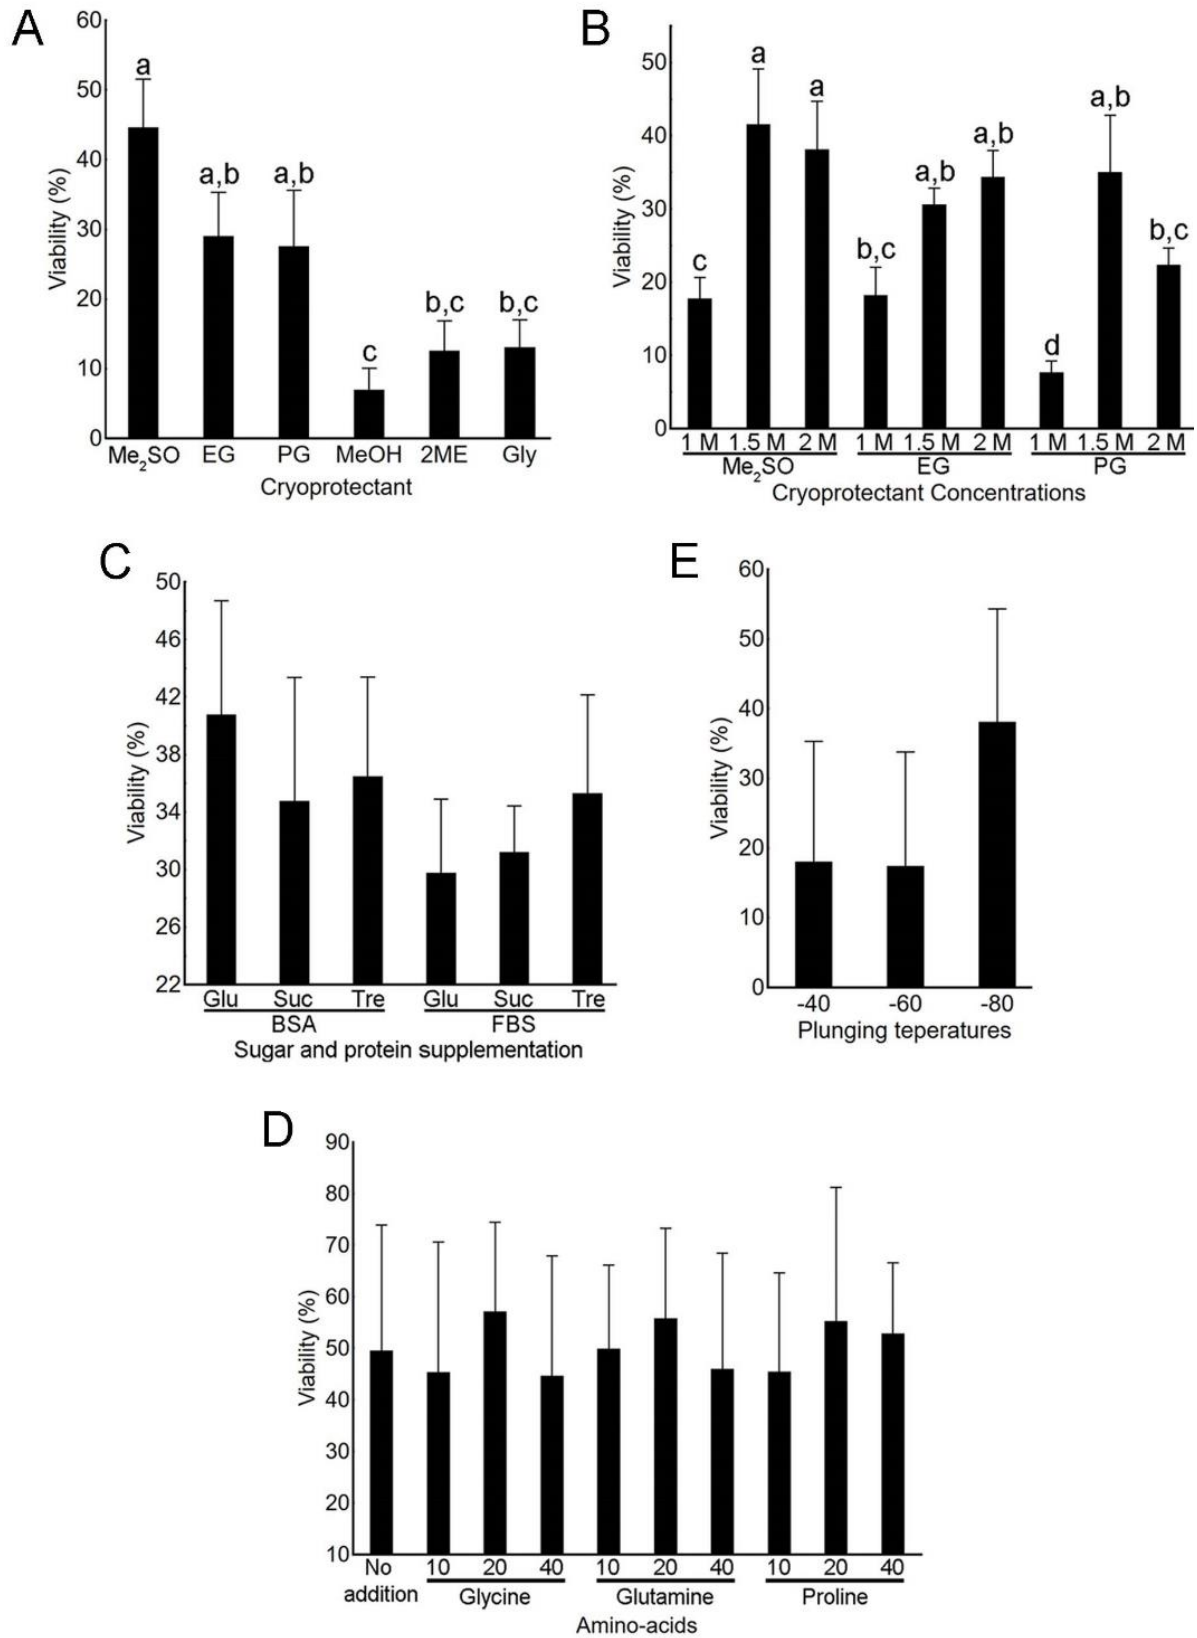 A
60
50
40
30
20
10
0
Viability (%)
a
a,b
a,b
c
b,c
b,c
Me₂SO EG PG MeOH 2ME Gly
Cryoprotectant
B
50
40
30
20
10
0
Viability (%)
c
a
a
b,c
a,b
a,b
d
a,b
b,c
1 M 1.5 M 2 M 1 M 1.5 M 2 M 1 M 1.5 M 2 M
Me₂SO EG PG
Cryoprotectant Concentrations
C
50
46
42
38
34
30
26
22
Viability (%)
Glu Suc Tre Glu Suc Tre
BSA FBS
Sugar and protein supplementation
E
60
50
40
30
20
10
0
Viability (%)
-40 -60 -80
Plunging teperatures
D
90
80
70
60
50
40
30
20
10
Viability (%)
No 10 20 40 10 20 40 10 20 40
addition Glycine Glutamine Proline
Amino-acids